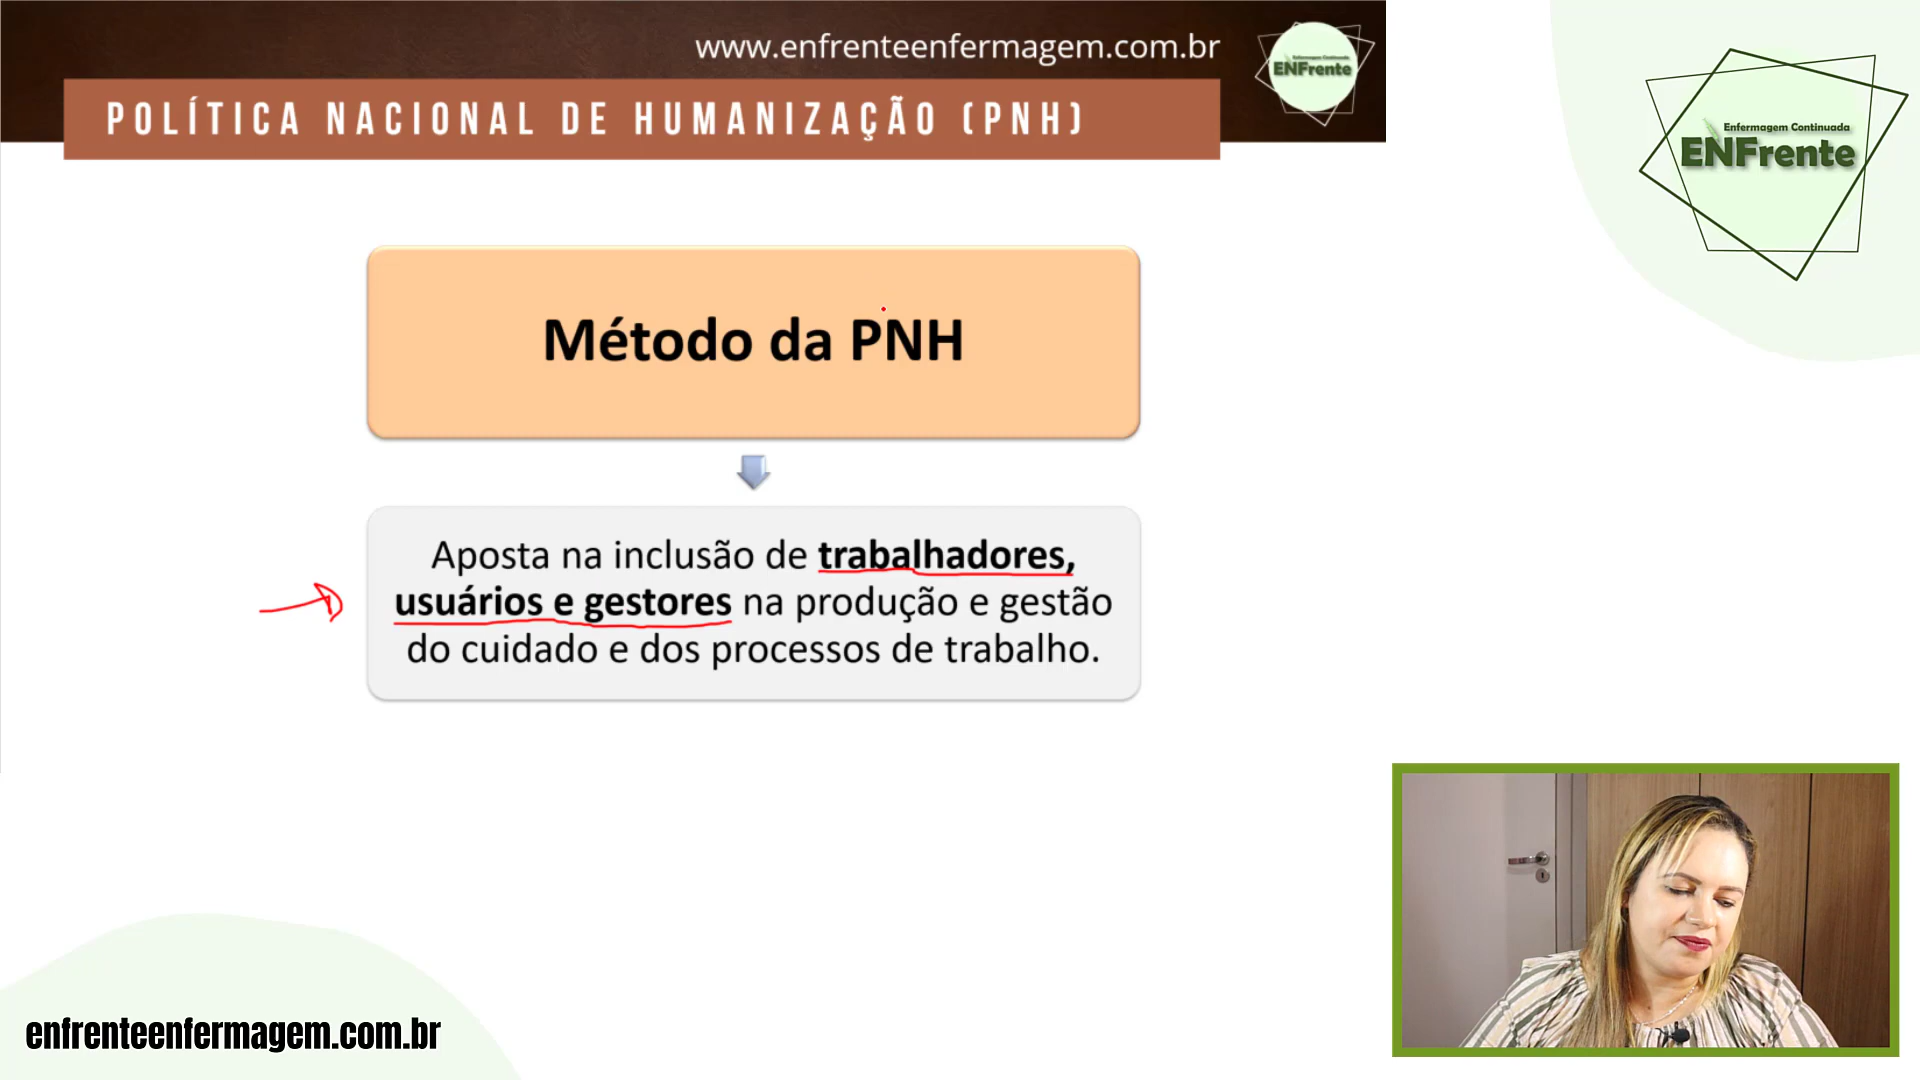 www.enfrenteenfermagem.com.br
ENFrente
POLÍTICA NACIONAL DE HUMANIZAÇÃO (PNH)
Enfermagem Continuada
ENFrente
Método da PNH
Aposta na inclusão de trabalhadores,
usuários e gestores na produção e gestão
do cuidado e dos processos de trabalho.
enfrenteenfermagem.com.br